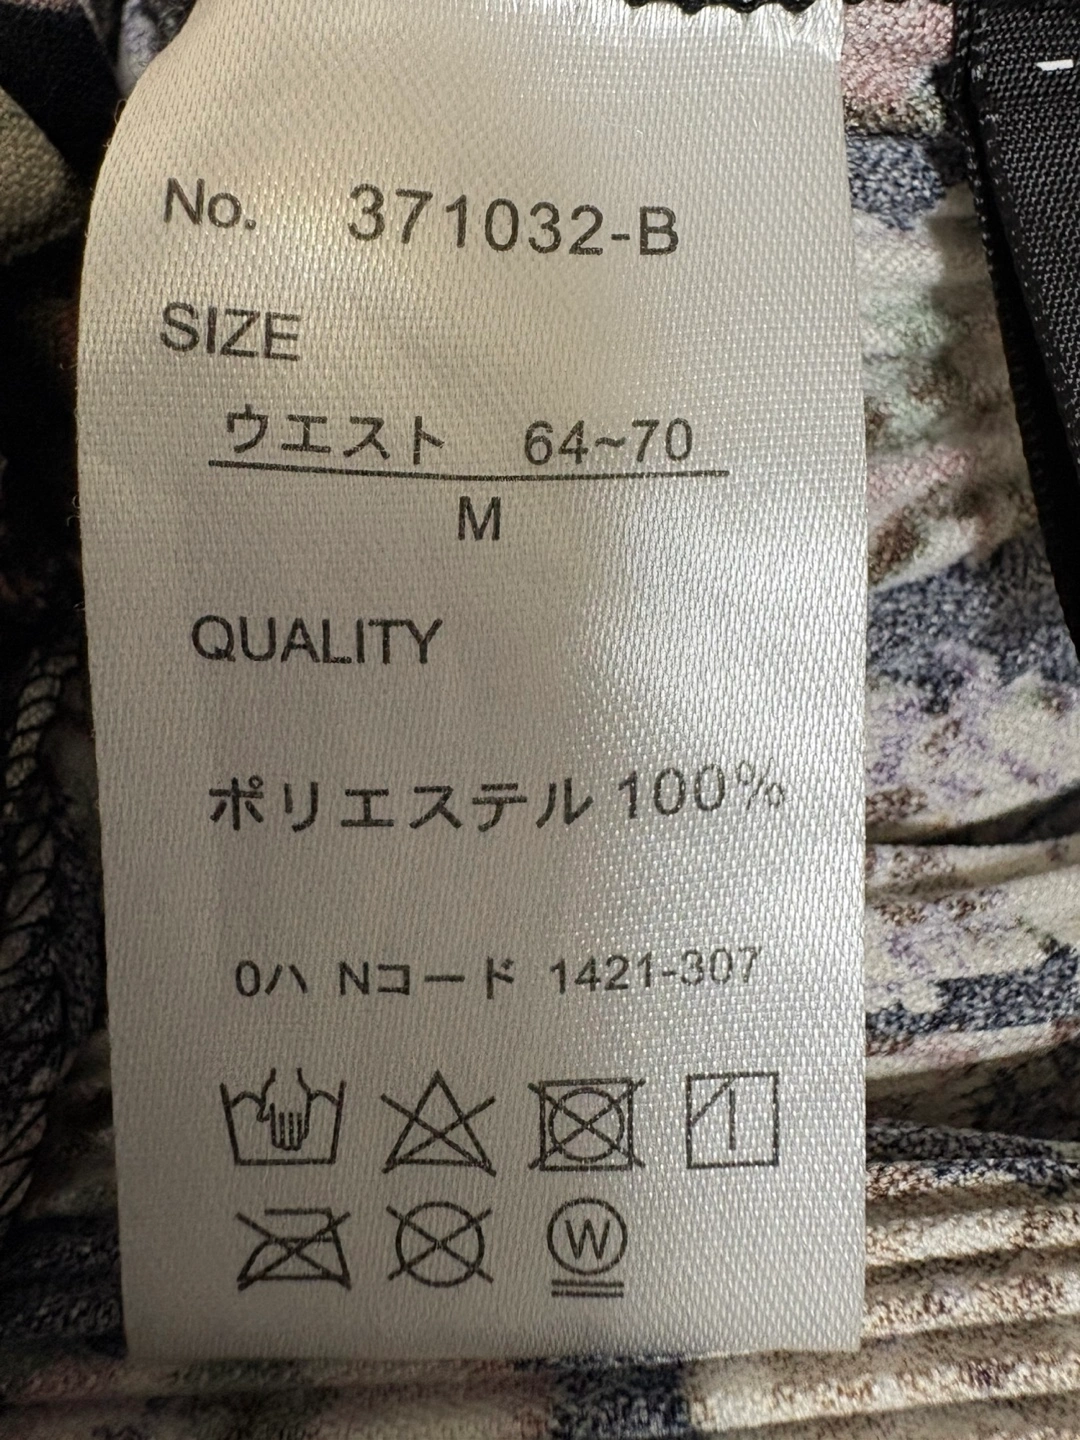 No. 371032-B
SIZE
ウエスト 64~70
M
QUALITY
ポリエステル 100%
0ハ Nコード 1421-307
W